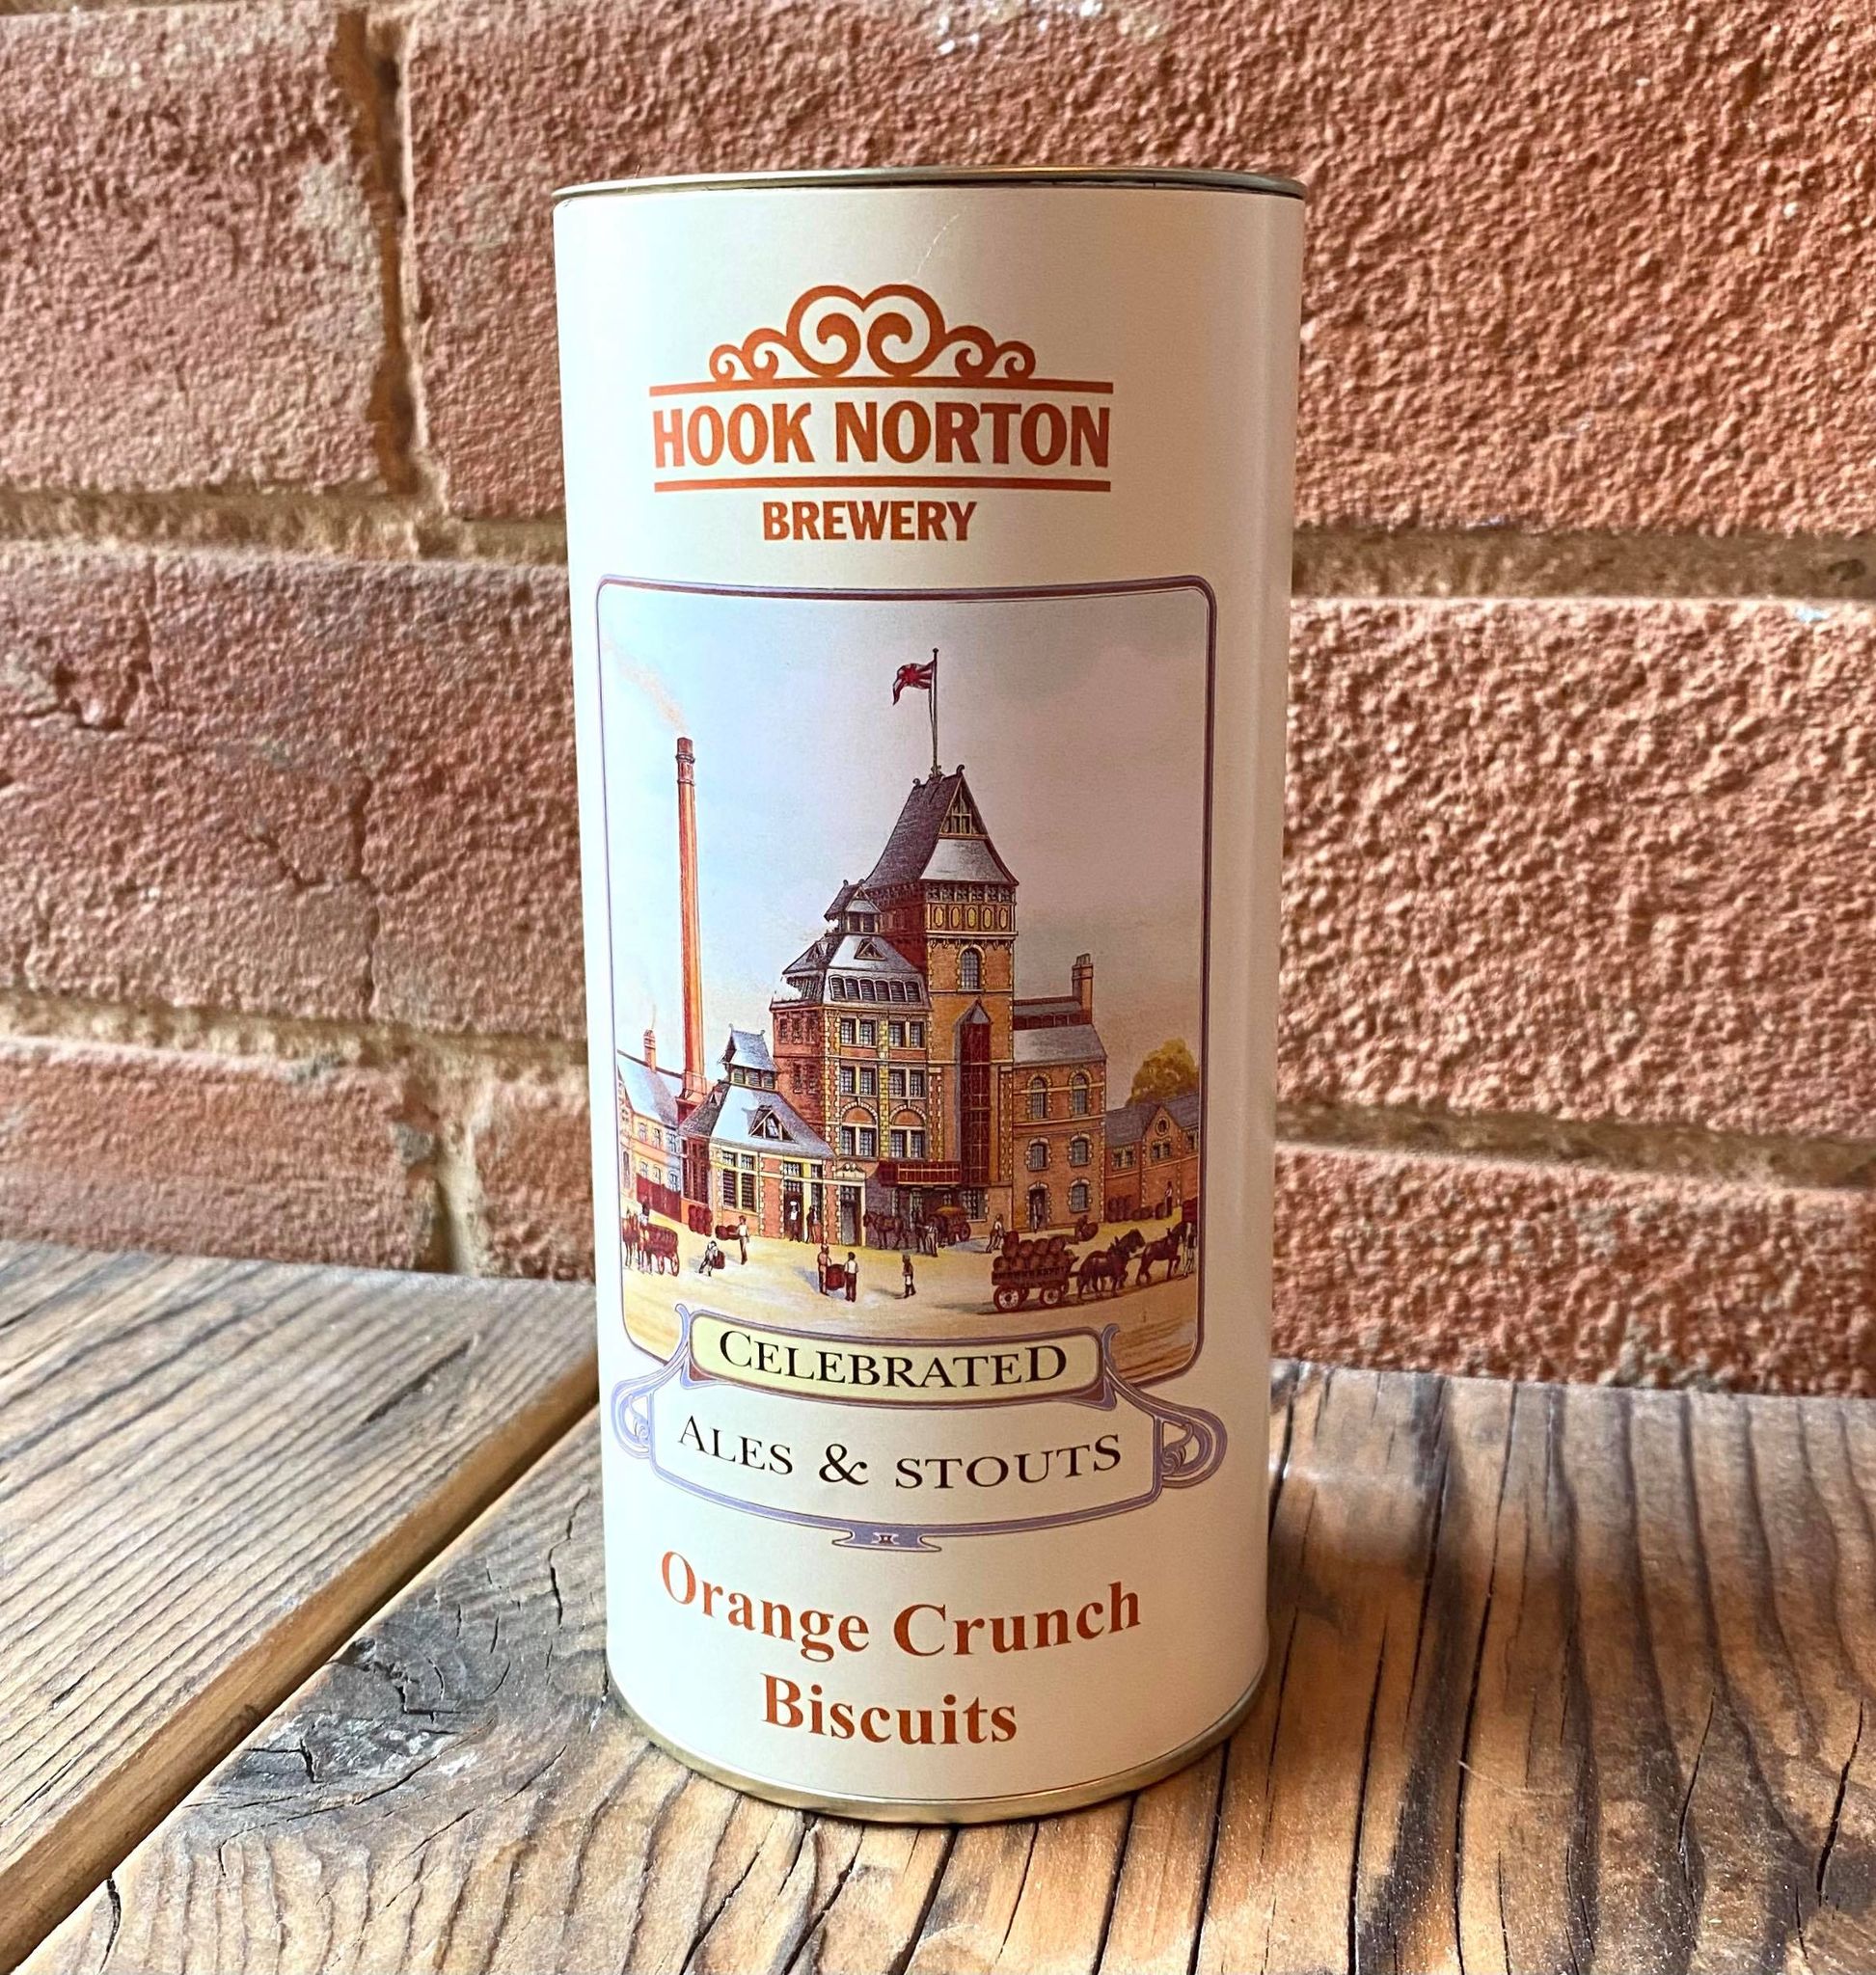 HOOK NORTON
BREWERY
CELEBRATED
ALES & STOUTS
Orange Crunch
Biscuits